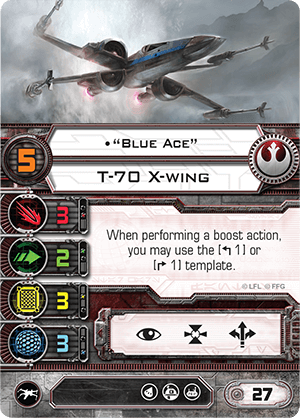 • “Blue Ace”
5
T-70 X-wing
3
2
3
3
When performing a boost action,
you may use the [↰ 1] or
[↱ 1] template.
© LFL © FFG
27